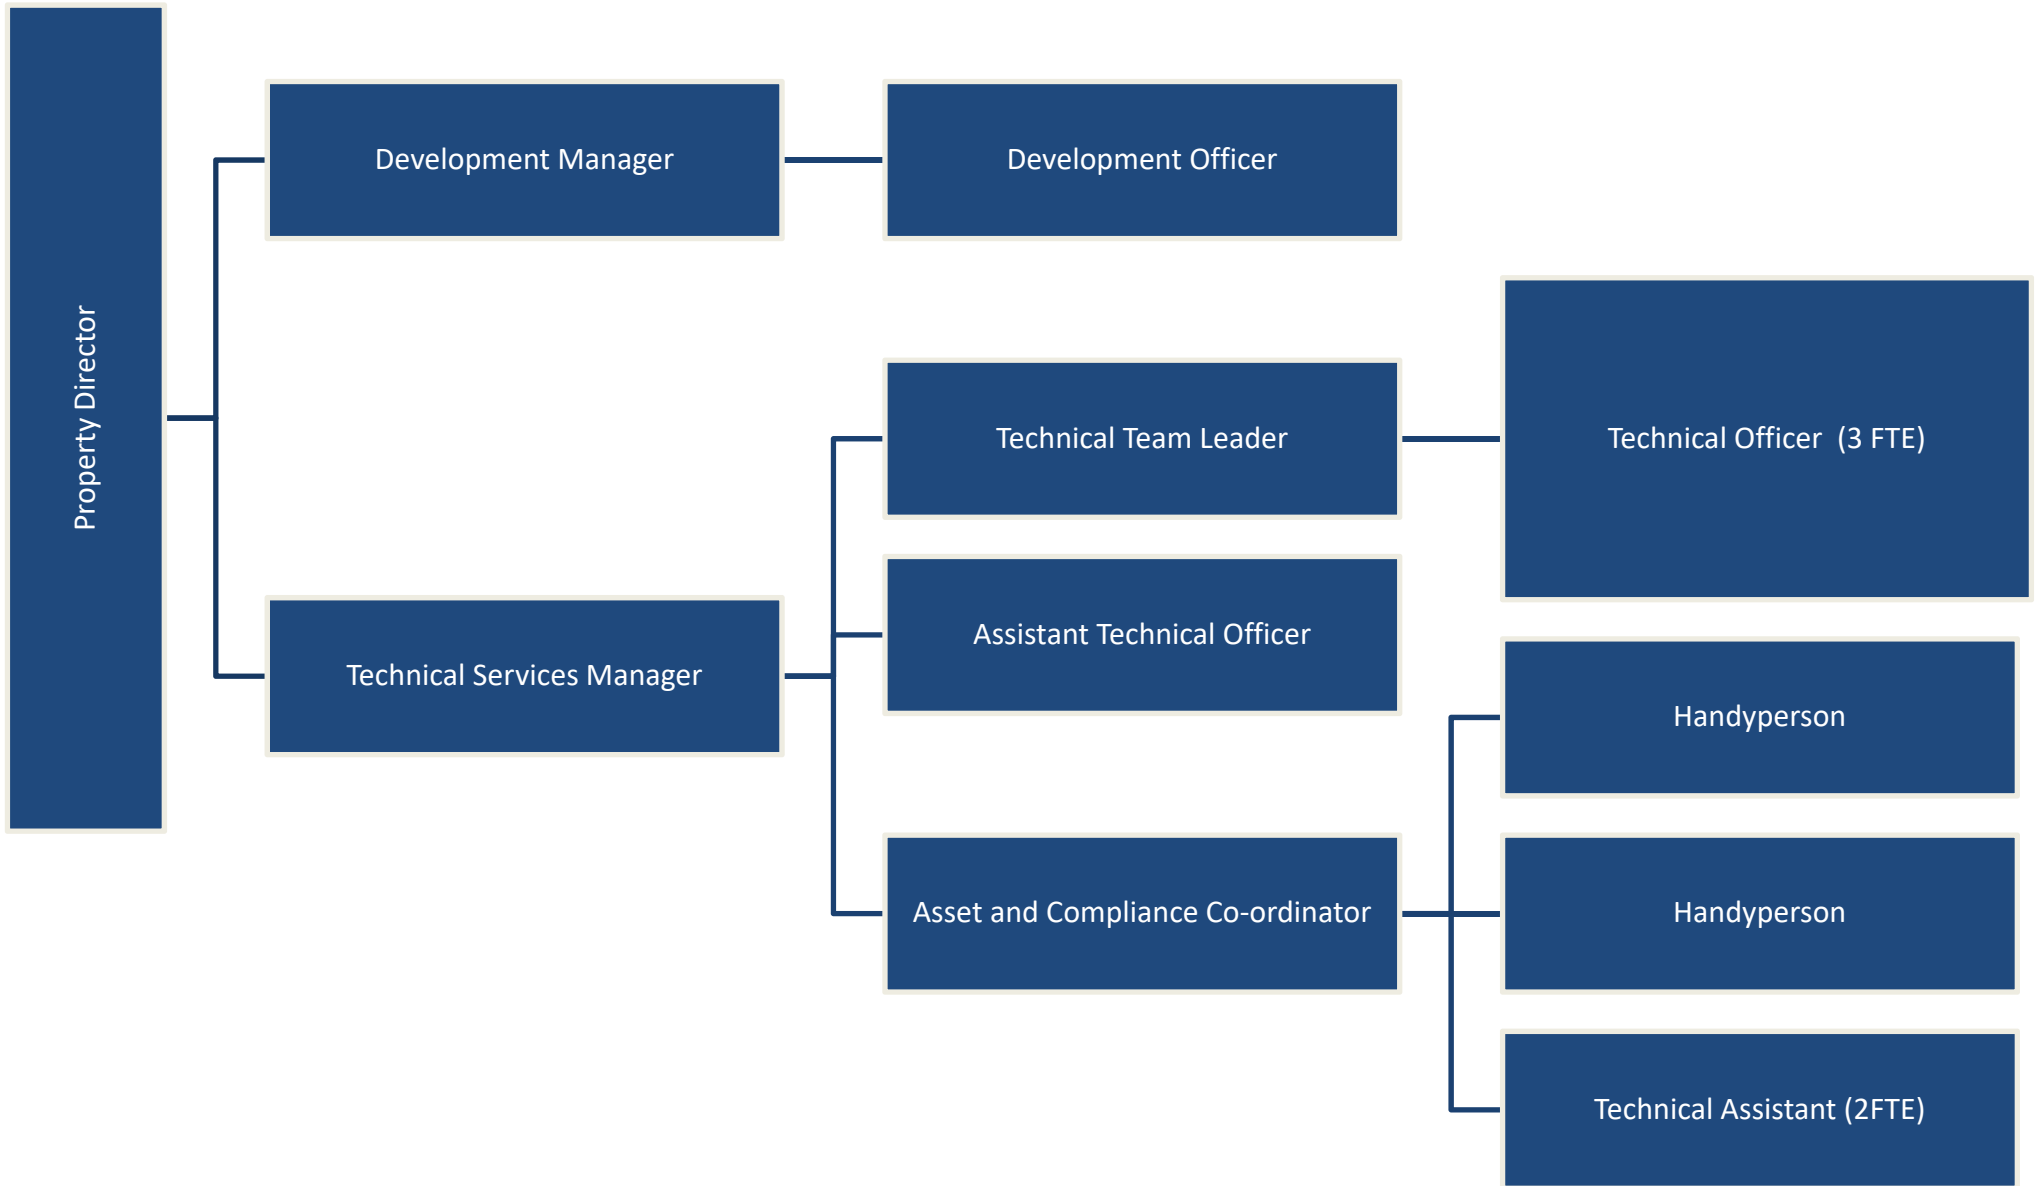 Property Director
Development Manager
Development Officer
Technical Services Manager
Technical Team Leader
Technical Officer  (3 FTE)
Assistant Technical Officer
Asset and Compliance Co-ordinator
Handyperson
Handyperson
Technical Assistant (2FTE)